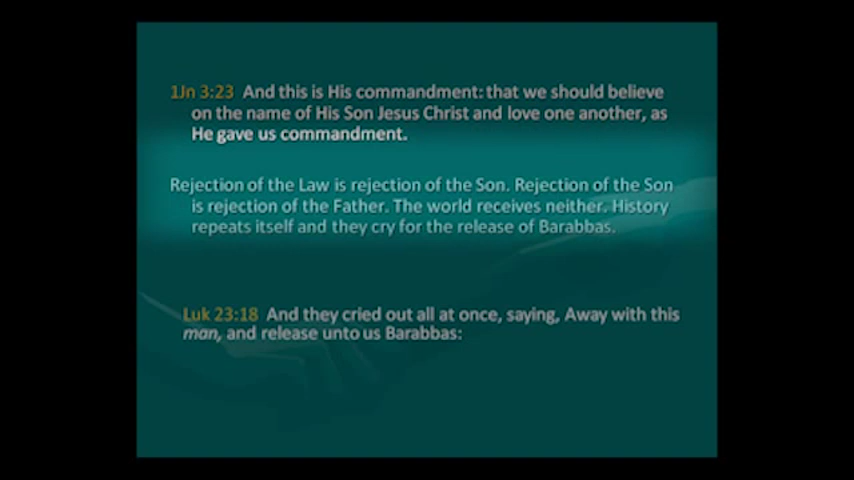 1Jn 3:23 And this is His commandment: that we should believe
on the name of His Son Jesus Christ and love one another, as
He gave us commandment.
Rejection of the Law is rejection of the Son. Rejection of the Son
is rejection of the Father. The world receives neither. History
repeats itself and they cry for the release of Barabbas.
Luk 23:18 And they cried out all at once, saying, Away with this
man, and release unto us Barabbas: